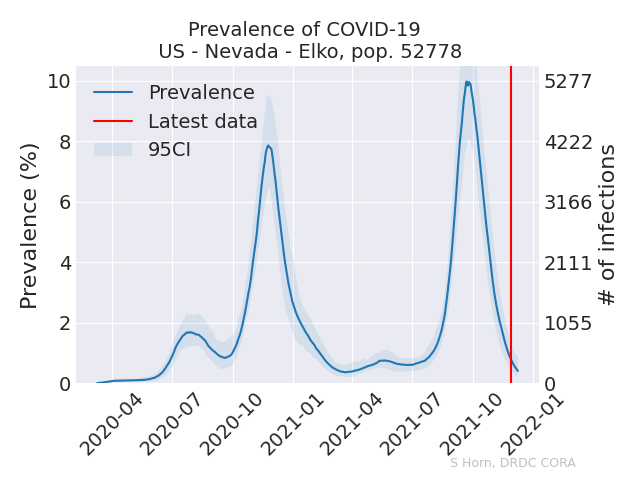 Prevalence of COVID-19
US - Nevada - Elko, pop. 52778
Prevalence
Latest data
95CI
Prevalence (%)
10
8
6
4
2
0
5277
4222
3166
2111
1055
0
# of infections
2020-04
2020-07
2020-10
2021-01
2021-04
2021-07
2021-10
2022-01
S Horn, DRDC CORA